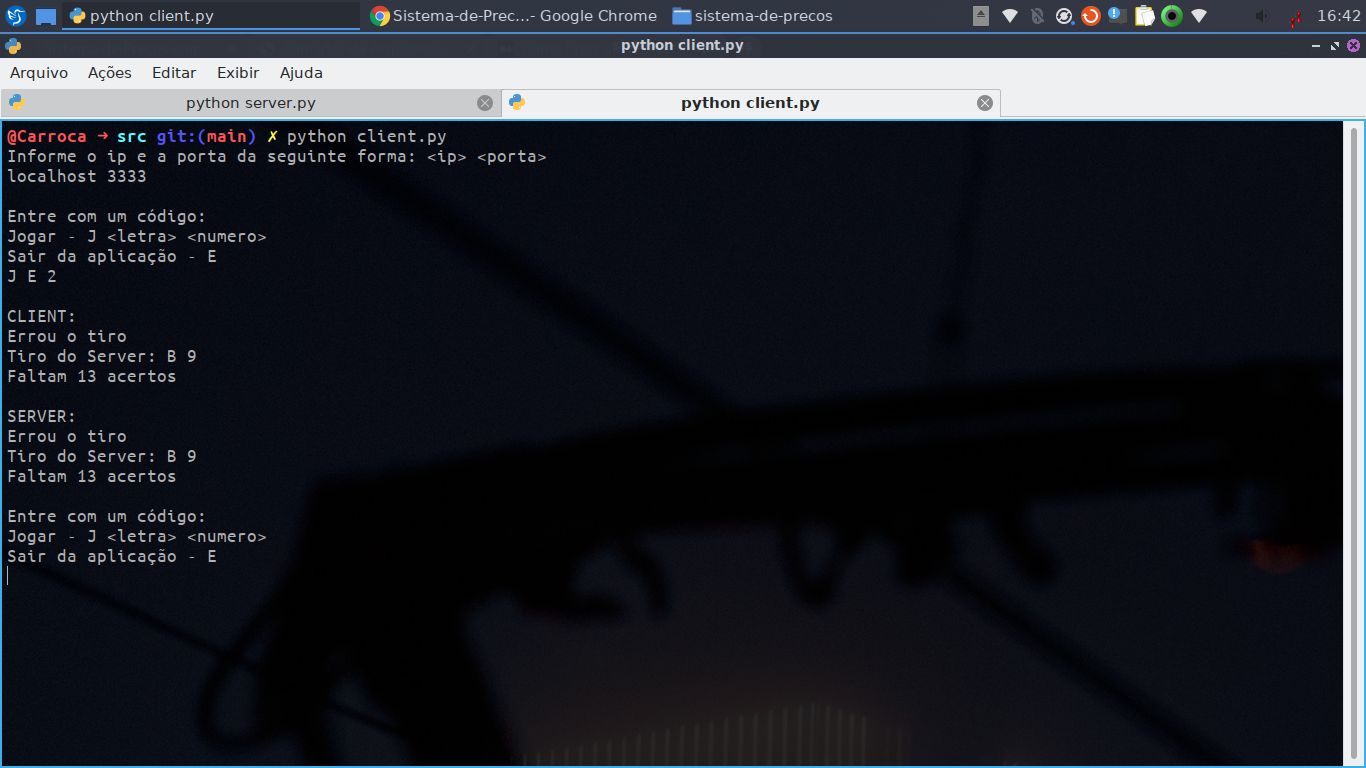 python client.py
Sistema-de-Prec...- Google Chrome
sistema-de-precos
16:42
python client.py
Arquivo Ações Editar Exibir Ajuda
python server.py
python client.py
@Carroca ➜ src git:(main) ✗ python client.py
Informe o ip e a porta da seguinte forma: <ip> <porta>
localhost 3333
Entre com um código:
Jogar - J <letra> <numero>
Sair da aplicação - E
J E 2
CLIENT:
Errou o tiro
Tiro do Server: B 9
Faltam 13 acertos
SERVER:
Errou o tiro
Tiro do Server: B 9
Faltam 13 acertos
Entre com um código:
Jogar - J <letra> <numero>
Sair da aplicação - E